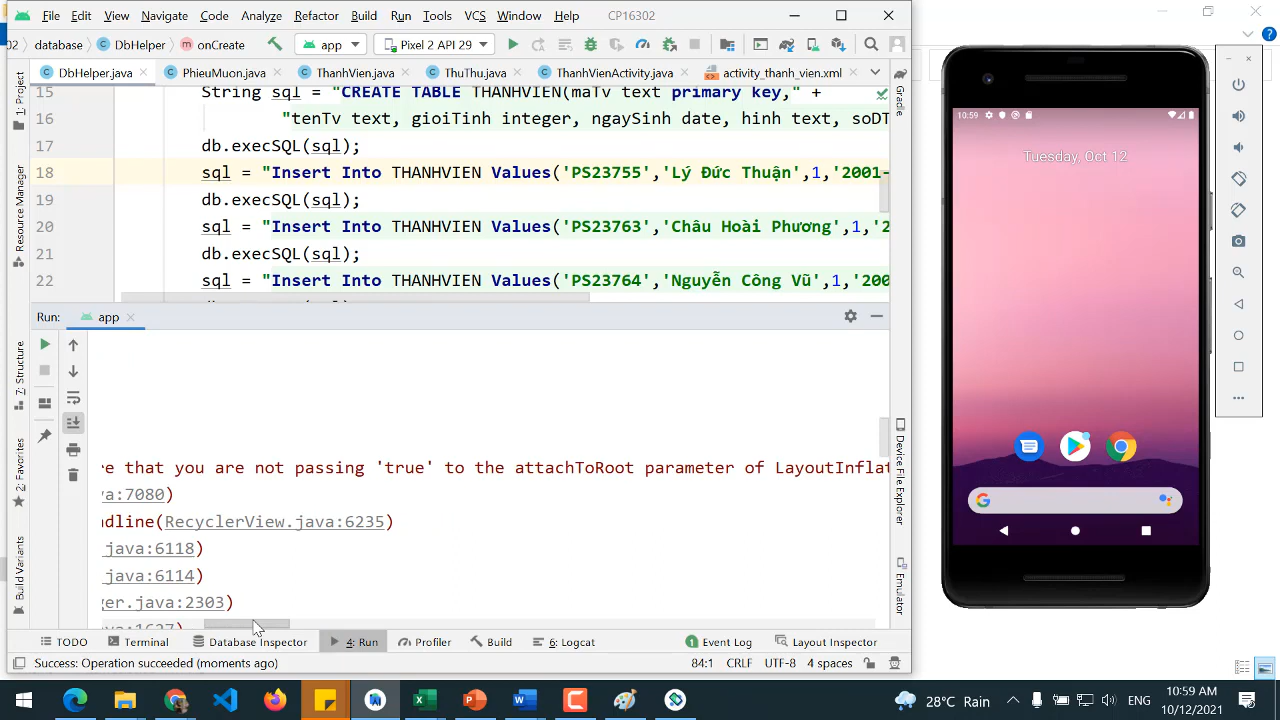 File Edit View Navigate Code Analyze Refactor Build Run Tools VCS Window Help CP16302
02 database DbHelper onCreate app Pixel 2 API 29
DbHelper.java PhieuMuon.java ThanhVien.java ThuThu.java ThanhVienActivity.java activity_thanh_vien.xml
15 String sql = "CREATE TABLE THANHVIEN(maTv text primary key," +
16 "tenTv text, gioiTinh integer, ngaySinh date, hinh text, soDT
17 db.execSQL(sql);
18 sql = "Insert Into THANHVIEN Values('PS23755','Lý Đức Thuận',1,'2001-
19 db.execSQL(sql);
20 sql = "Insert Into THANHVIEN Values('PS23763','Châu Hoài Phương',1,'2
21 db.execSQL(sql);
22 sql = "Insert Into THANHVIEN Values('PS23764','Nguyễn Công Vũ',1,'200
Run: app
re that you are not passing 'true' to the attachToRoot parameter of LayoutInflat
va:7080)
adline(RecyclerView.java:6235)
.java:6118)
.java:6114)
ger.java:2303)
TODO Terminal Database Inspector 4: Run Profiler Build 6: Logcat Event Log Layout Inspector
Success: Operation succeeded (moments ago) 84:1 CRLF UTF-8 4 spaces
1: Project
Resource Manager
7: Structure
2: Favorites
Build Variants
Gradle
Device File Explorer
Emulator
10:59
Tuesday, Oct 12
28°C Rain ENG 10:59 AM
10/12/2021